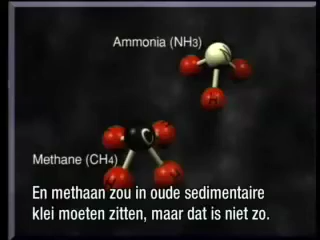 Ammonia (NH3)
H
C
Methane (CH4)
En methaan zou in oude sedimentaire
klei moeten zitten, maar dat is niet zo.